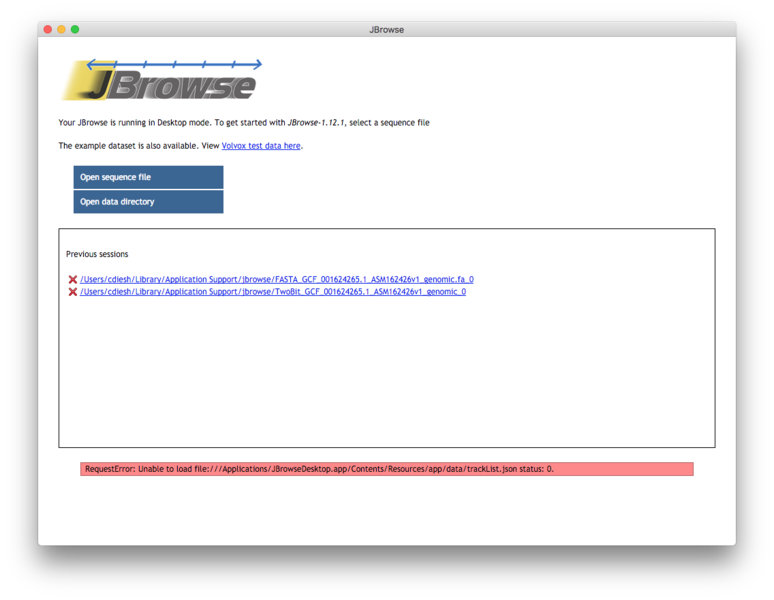 JBrowse
JBrowse
Your JBrowse is running in Desktop mode. To get started with JBrowse-1.12.1, select a sequence file
The example dataset is also available. View Volvox test data here.
Open sequence file
Open data directory
Previous sessions
/Users/cdiesh/Library/Application Support/jbrowse/FASTA_GCF_001624265.1_ASM162426v1_genomic.fa_0
/Users/cdiesh/Library/Application Support/jbrowse/TwoBit_GCF_001624265.1_ASM162426v1_genomic_0
RequestError: Unable to load file:///Applications/JBrowseDesktop.app/Contents/Resources/app/data/trackList.json status: 0.